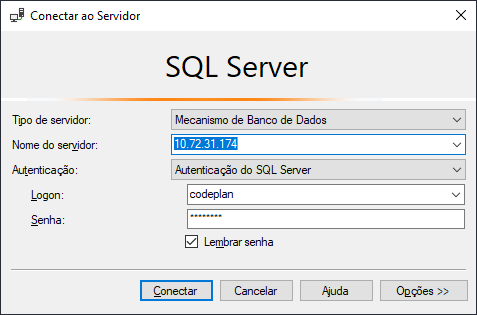 Conectar ao Servidor
SQL Server
Tipo de servidor: Mecanismo de Banco de Dados
Nome do servidor: 10.72.31.174
Autenticação: Autenticação do SQL Server
Logon: codeplan
Senha: ********
Lembrar senha
Conectar Cancelar Ajuda Opções >>